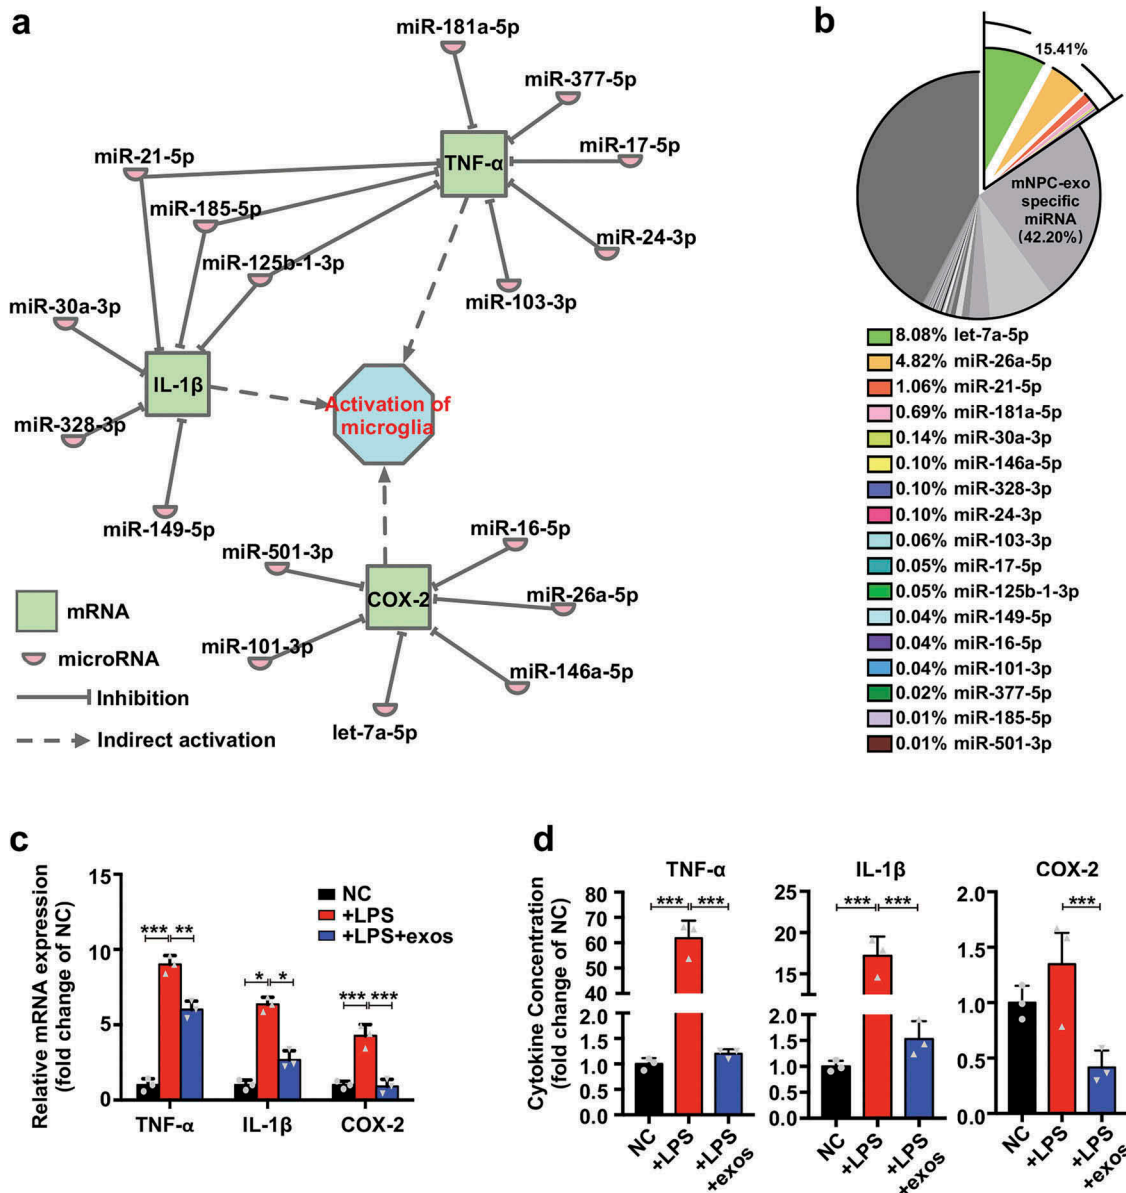 a
miR-181a-5p
miR-377-5p
miR-17-5p
miR-21-5p
TNF-α
miR-185-5p
miR-24-3p
miR-125b-1-3p
miR-103-3p
miR-30a-3p
IL-1β
Activation of
microglia
miR-328-3p
miR-149-5p
miR-16-5p
miR-501-3p
COX-2
miR-26a-5p
miR-101-3p
miR-146a-5p
let-7a-5p
mRNA
microRNA
Inhibition
Indirect activation
b
15.41%
mNPC-exo
specific
miRNA
(42.20%)
8.08% let-7a-5p
4.82% miR-26a-5p
1.06% miR-21-5p
0.69% miR-181a-5p
0.14% miR-30a-3p
0.10% miR-146a-5p
0.10% miR-328-3p
0.10% miR-24-3p
0.06% miR-103-3p
0.05% miR-17-5p
0.05% miR-125b-1-3p
0.04% miR-149-5p
0.04% miR-16-5p
0.04% miR-101-3p
0.02% miR-377-5p
0.01% miR-185-5p
0.01% miR-501-3p
c
Relative mRNA expression
(fold change of NC)
15
10
5
0
NC
+LPS
+LPS+exos
*** **
* *
*** ***
TNF-α IL-1β COX-2
d
Cytokine Concentration
(fold change of NC)
TNF-α
80
70
60
50
40
2.0
1.5
1.0
0.5
0.0
*** ***
NC
+LPS
+LPS
+exos
IL-1β
25
20
15
2.0
1.5
1.0
0.5
0.0
*** ***
NC
+LPS
+LPS
+exos
COX-2
2.0
1.5
1.0
0.5
0.0
***
NC
+LPS
+LPS
+exos